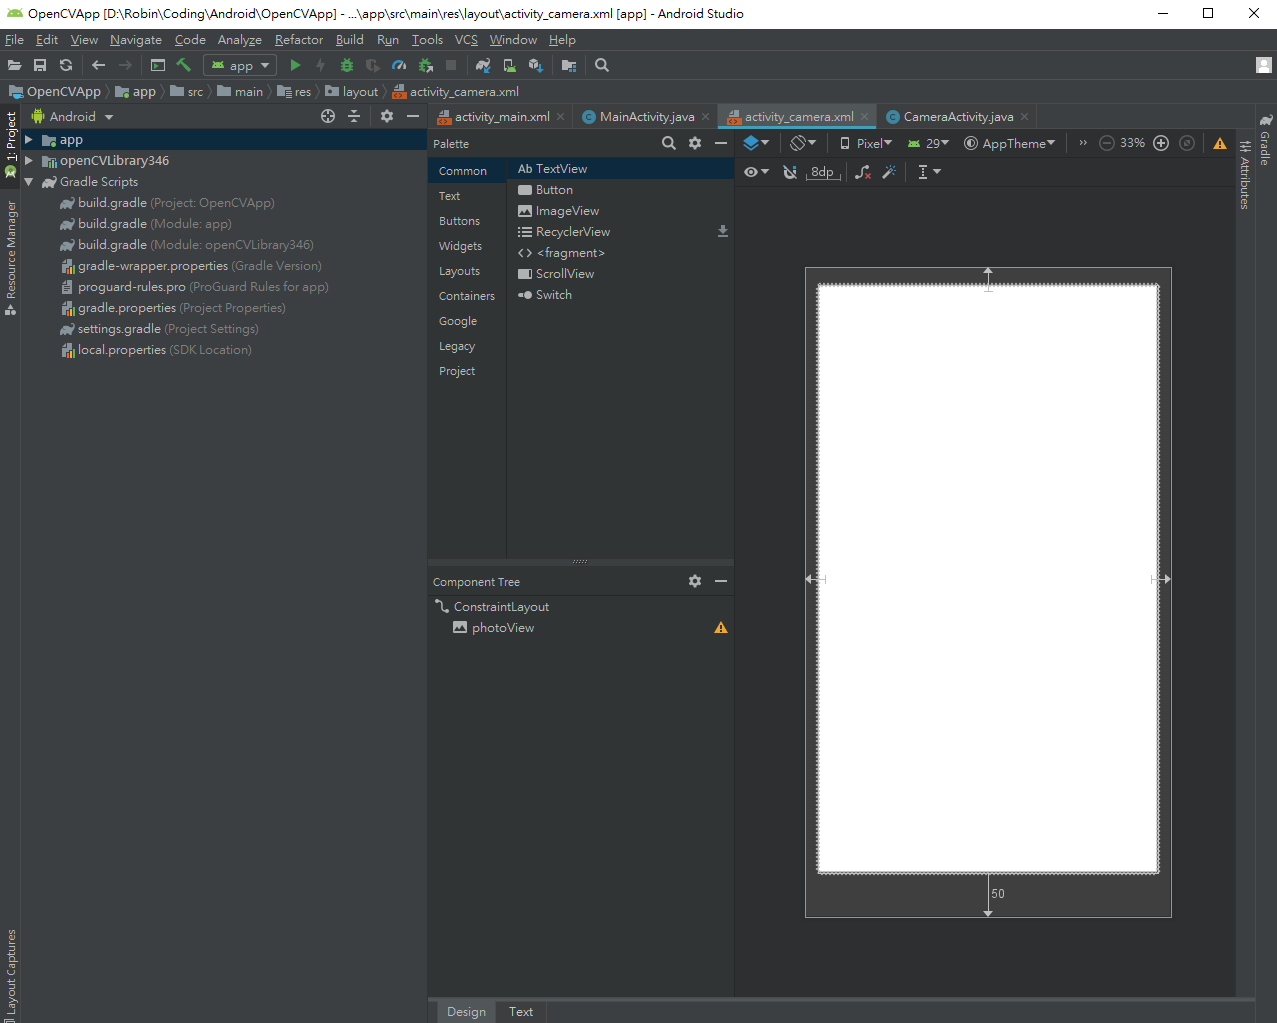 OpenCVApp [D:\Robin\Coding\Android\OpenCVApp] - ...\app\src\main\res\layout\activity_camera.xml [app] - Android Studio
File Edit View Navigate Code Analyze Refactor Build Run Tools VCS Window Help
app
OpenCVApp app src main res layout activity_camera.xml
Android
activity_main.xml MainActivity.java activity_camera.xml CameraActivity.java
1: Project
Resource Manager
Layout Captures
app
openCVLibrary346
Gradle Scripts
build.gradle (Project: OpenCVApp)
build.gradle (Module: app)
build.gradle (Module: openCVLibrary346)
gradle-wrapper.properties (Gradle Version)
proguard-rules.pro (ProGuard Rules for app)
gradle.properties (Project Properties)
settings.gradle (Project Settings)
local.properties (SDK Location)
Palette
Common
Text
Buttons
Widgets
Layouts
Containers
Google
Legacy
Project
Ab TextView
Button
ImageView
RecyclerView
<fragment>
ScrollView
Switch
Component Tree
ConstraintLayout
photoView
Pixel 29 AppTheme » 33%
8dp
50
Design Text
Gradle
Attributes